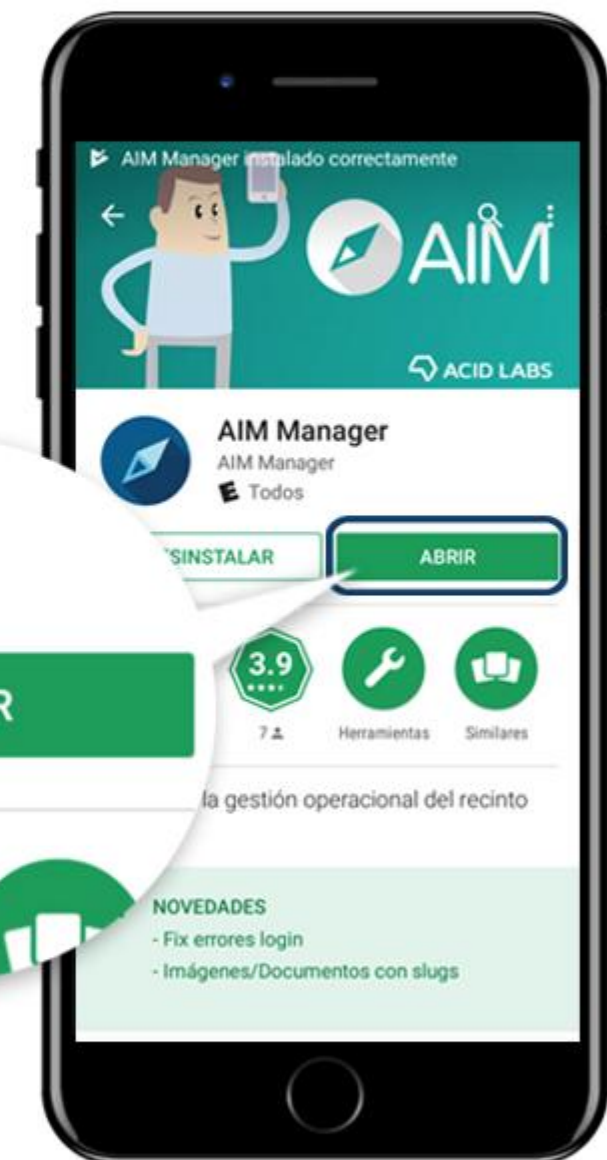 AIM Manager instalado correctamente
AIM
ACID LABS
AIM Manager
AIM Manager
E Todos
ABRIR
3.9
7
Herramientas
Similares
la gestión operacional del recinto
NOVEDADES
- Fix errores login
- Imágenes/Documentos con slugs